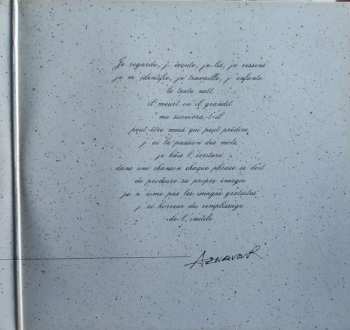 Je regarde, j'écoute, je lis, je ressens
je m'identifie, je travaille, j'enfante
le texte naît
il meurt ou il grandit
me survivra-t-il
peut-être mais qui peut prédire
j'ai la passion des mots
je hais l'écriture
dans une chanson chaque phrase se doit
de produire sa propre image
je n'aime pas les images gratuites
j'ai horreur du remplissage
de l'inutile
Aznavour